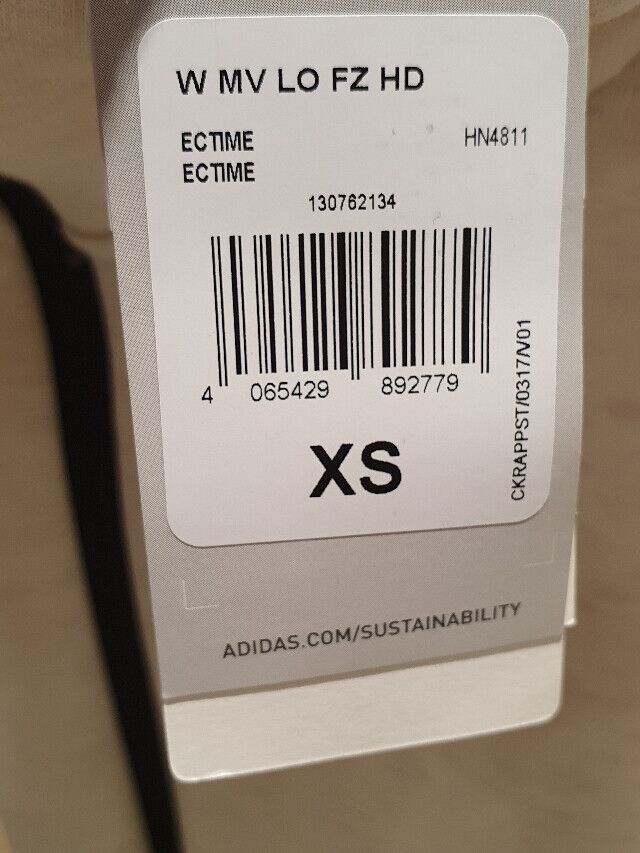 W MV LO FZ HD
ECTIME HN4811
ECTIME
130762134
4 065429 892779
CKRAPPST/0317/V01
XS
ADIDAS.COM/SUSTAINABILITY